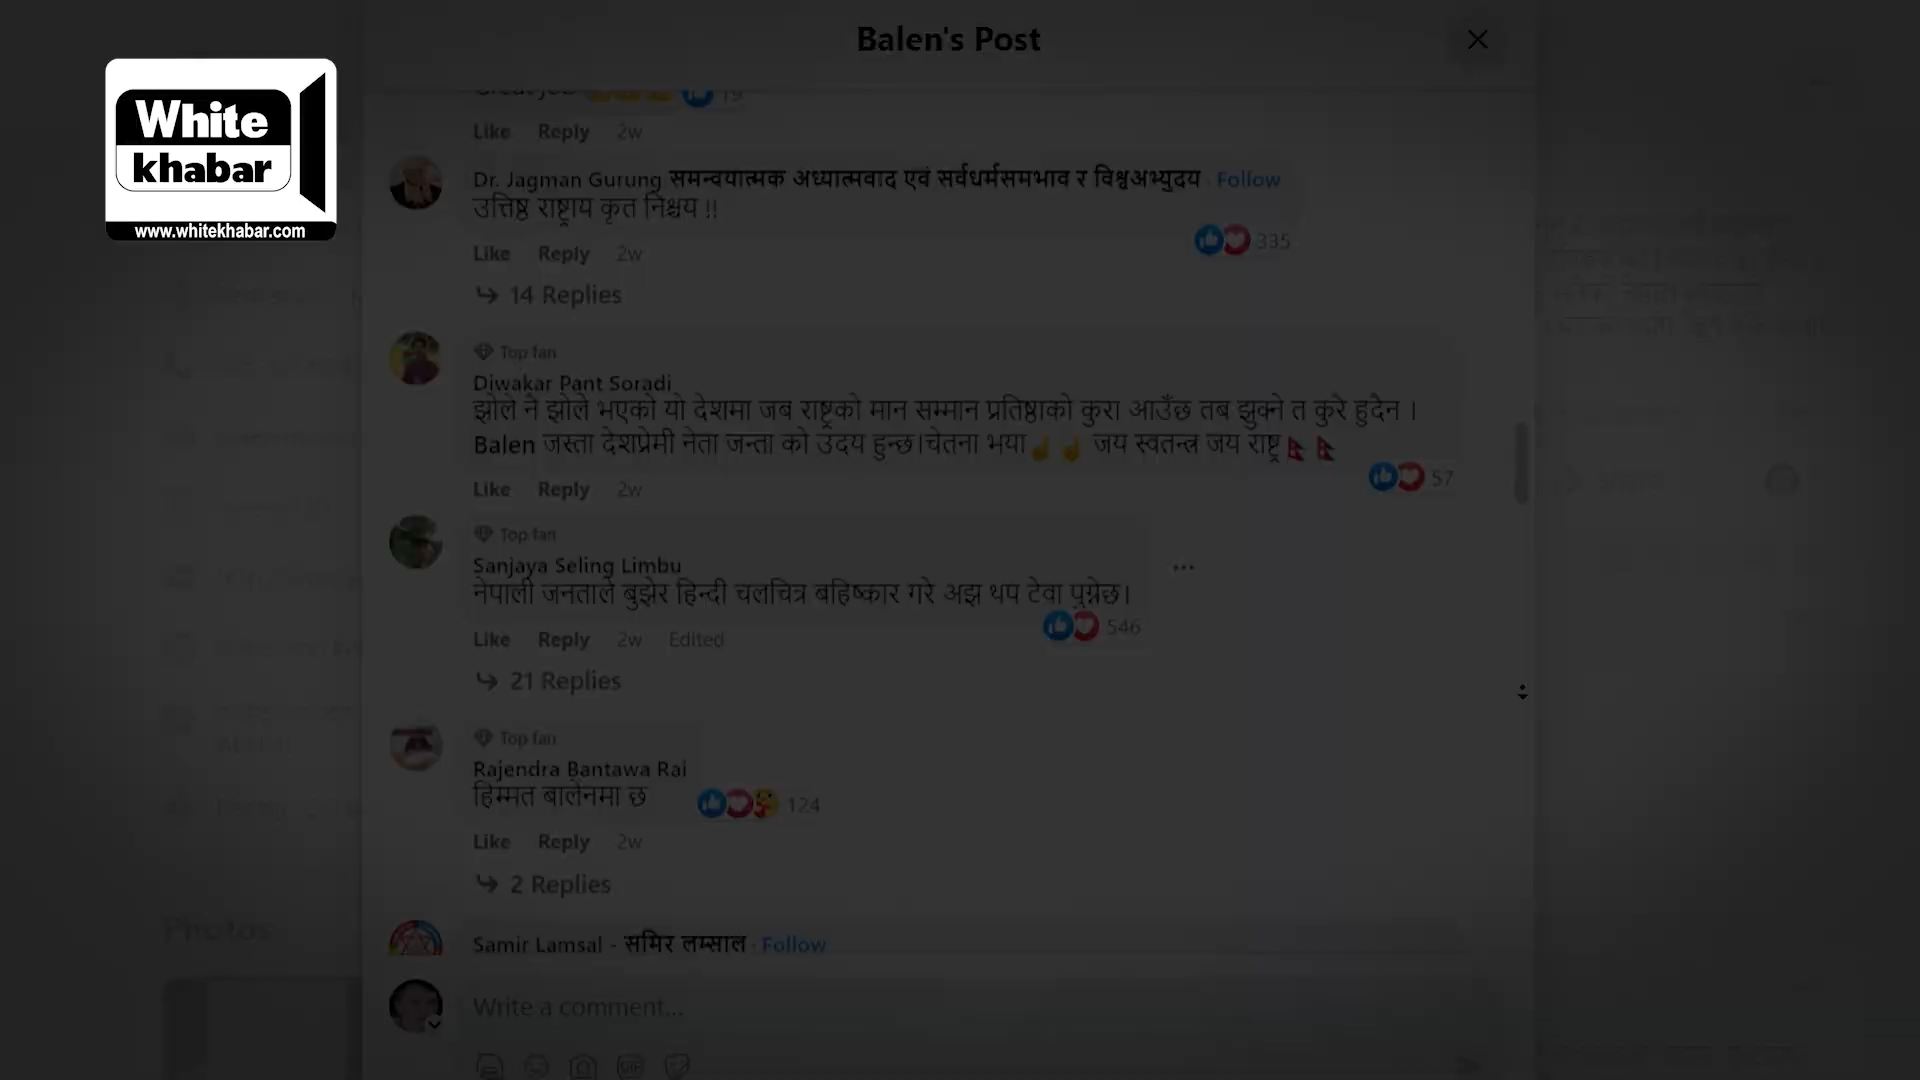 Balen's Post
White
khabar
www.whitekhabar.com
19
Like Reply 2w
Dr. Jagman Gurung समन्वयात्मक अध्यात्मवाद एवं सर्वधर्मसमभाव र विश्वअभ्युदय · Follow
उत्तिष्ठ राष्ट्राय कृत निश्चय !!
335
Like Reply 2w
14 Replies
Top fan
Diwakar Pant Soradi
झोले नै झोले भएको यो देशमा जब राष्ट्रको मान सम्मान प्रतिष्ठाको कुरा आउँछ तब झुक्ने त कुरै हुदैन ।
Balen जस्ता देशप्रेमी नेता जन्ता को उदय हुन्छ।चेतना भया☝☝ जय स्वतन्त्र जय राष्ट्र🇳🇵🇳🇵
57
Like Reply 2w
Top fan
Sanjaya Seling Limbu
नेपाली जनताले बुझेर हिन्दी चलचित्र बहिष्कार गरे अझ थप टेवा पुग्नेछ।
546
Like Reply 2w Edited
21 Replies
Top fan
Rajendra Bantawa Rai
हिम्मत बालेनमा छ
124
Like Reply 2w
2 Replies
Samir Lamsal - समिर लम्साल · Follow
Write a comment...
GIF
Photos